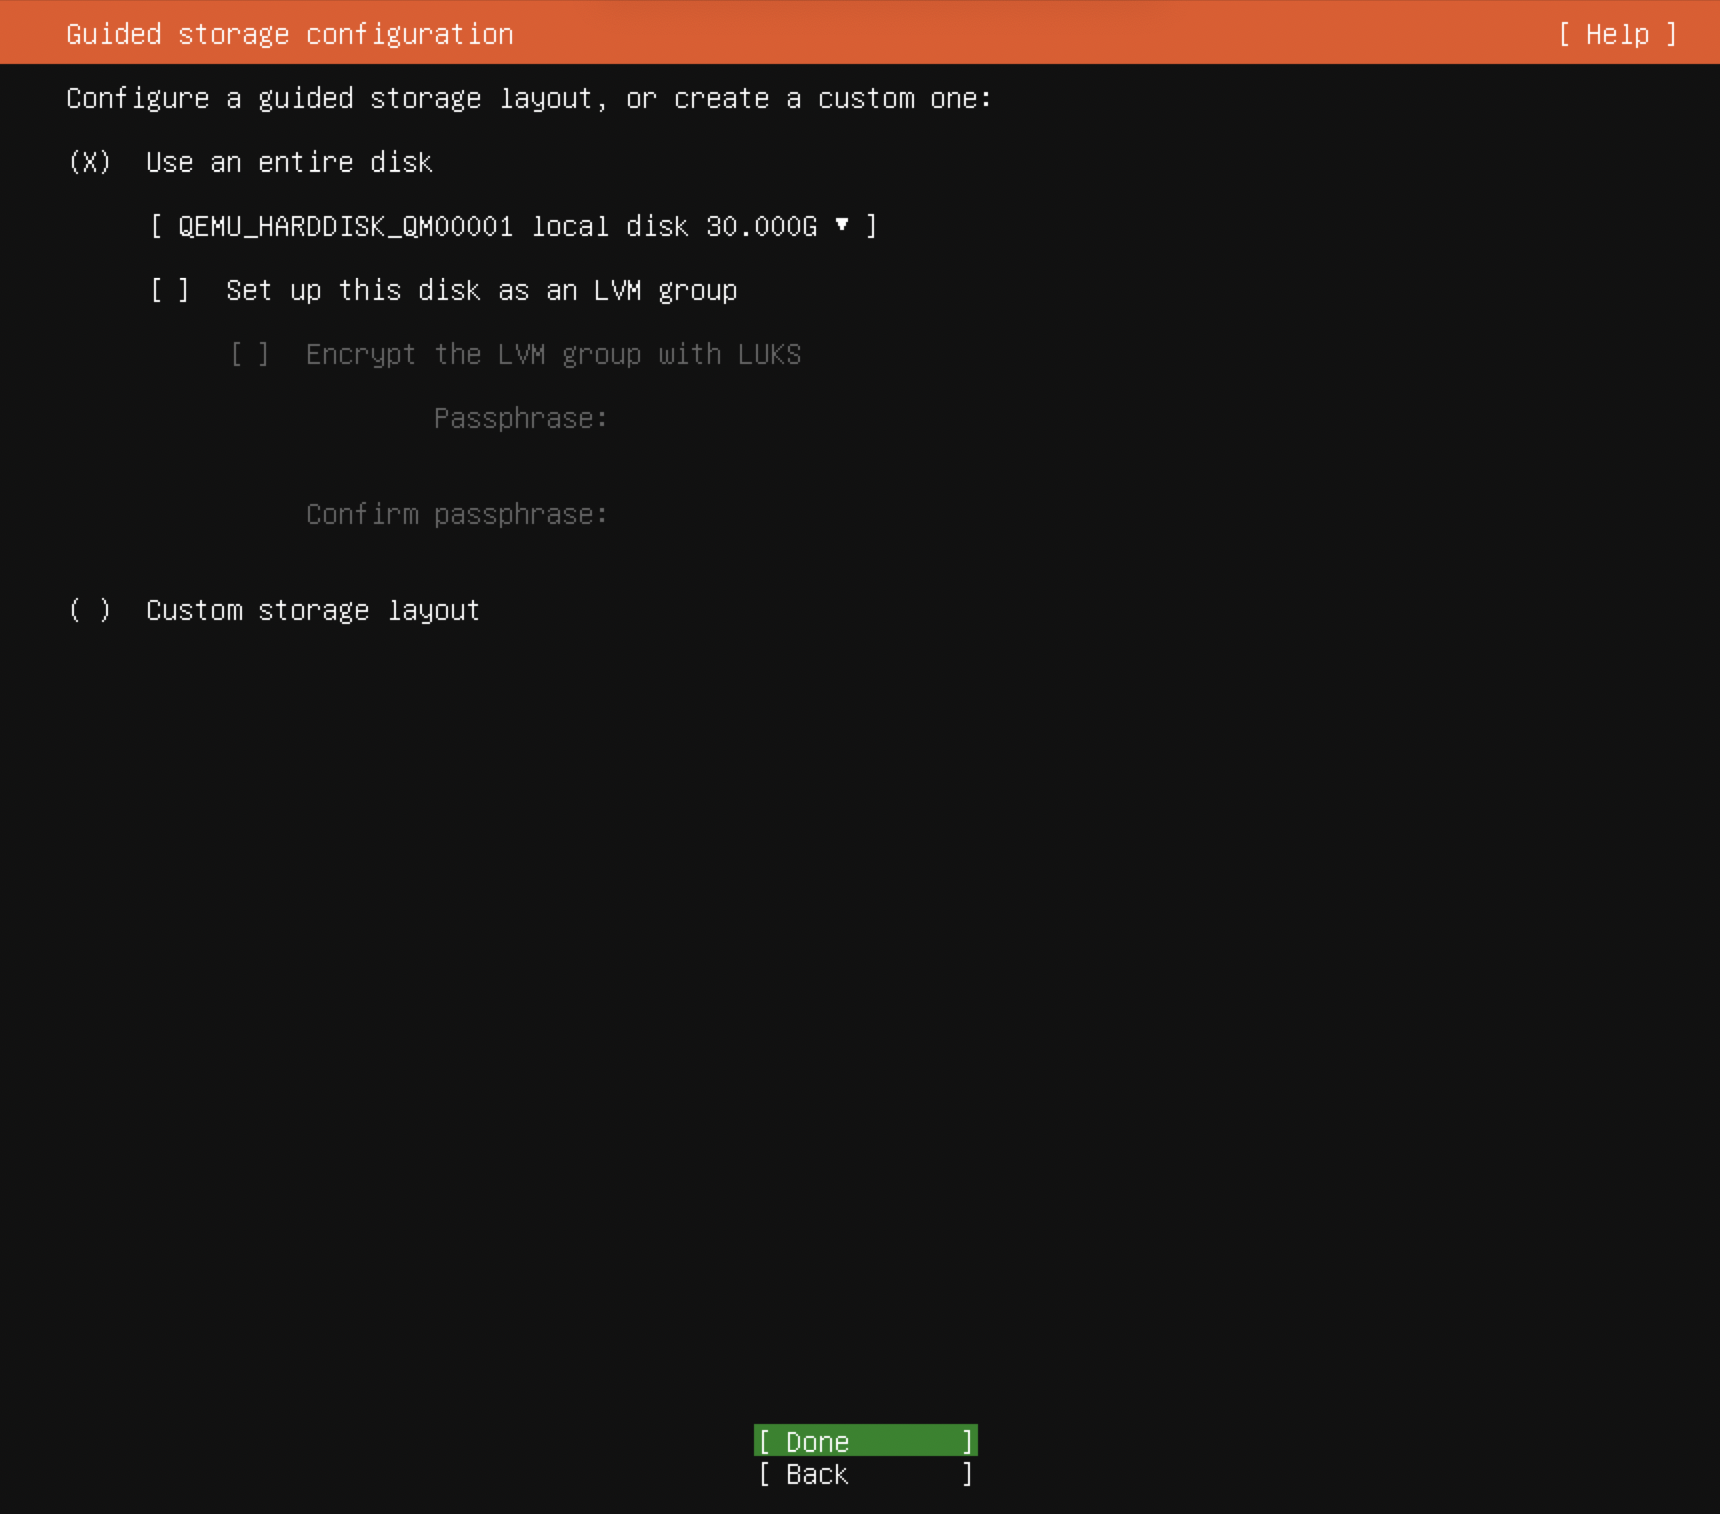 Guided storage configuration [ Help ]
Configure a guided storage layout, or create a custom one:
(X) Use an entire disk
[ QEMU_HARDDISK_QM00001 local disk 30.000G ▾ ]
[ ] Set up this disk as an LVM group
[ ] Encrypt the LVM group with LUKS
Passphrase:
Confirm passphrase:
( ) Custom storage layout
[ Done ]
[ Back ]